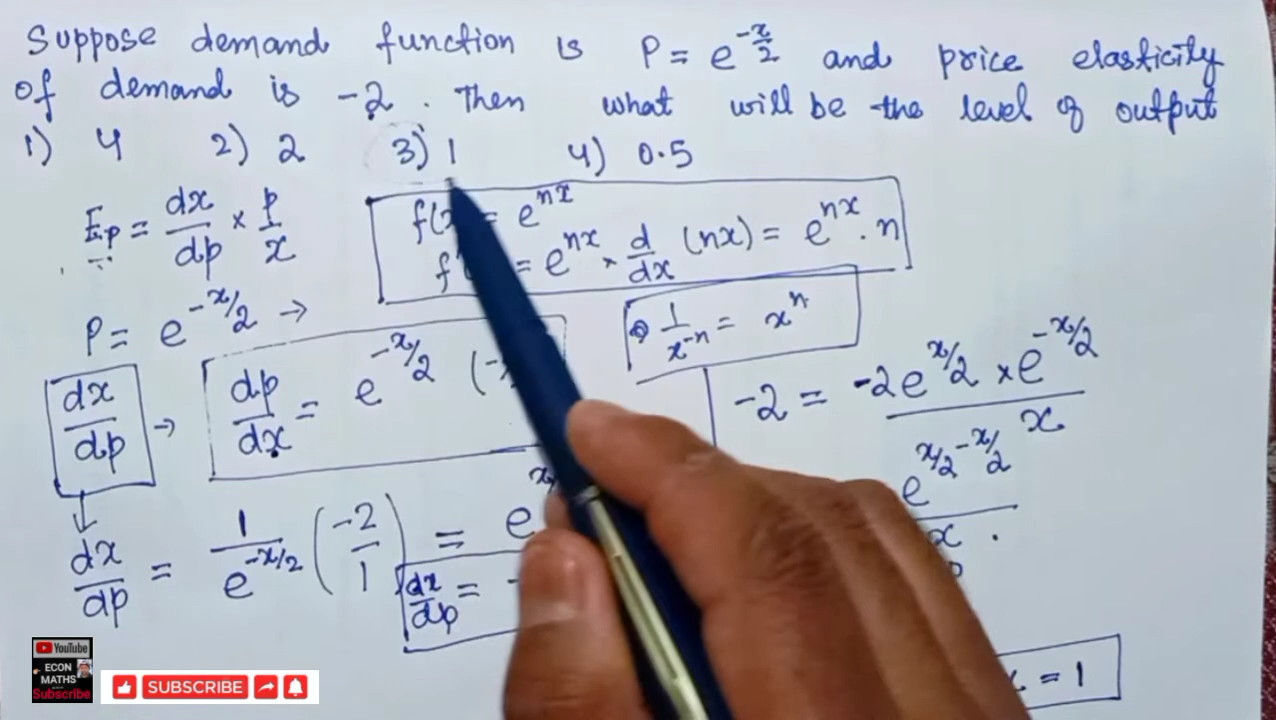 Suppose demand function is P = e^{-x/2} and price elasticity
of demand is -2. Then what will be the level of output
1) 4 2) 2 3) 1 4) 0.5
Ep = dx/dp × p/x
f(x) = e^{nx}
= e^{nx} × d/dx (nx) = e^{nx} . n
P = e^{-x/2} →
1/x^{-n} = x^n
dx/dp → dp/dx = e^{-x/2}
-2 = -2e^{x/2} × e^{-x/2} / x
e^{x/2 - x/2}
x .
dx/dp = 1/e^{-x/2} (-2/1) = e
dx/dp = -
= 1
YouTube
ECON
MATHS
Subscribe
SUBSCRIBE